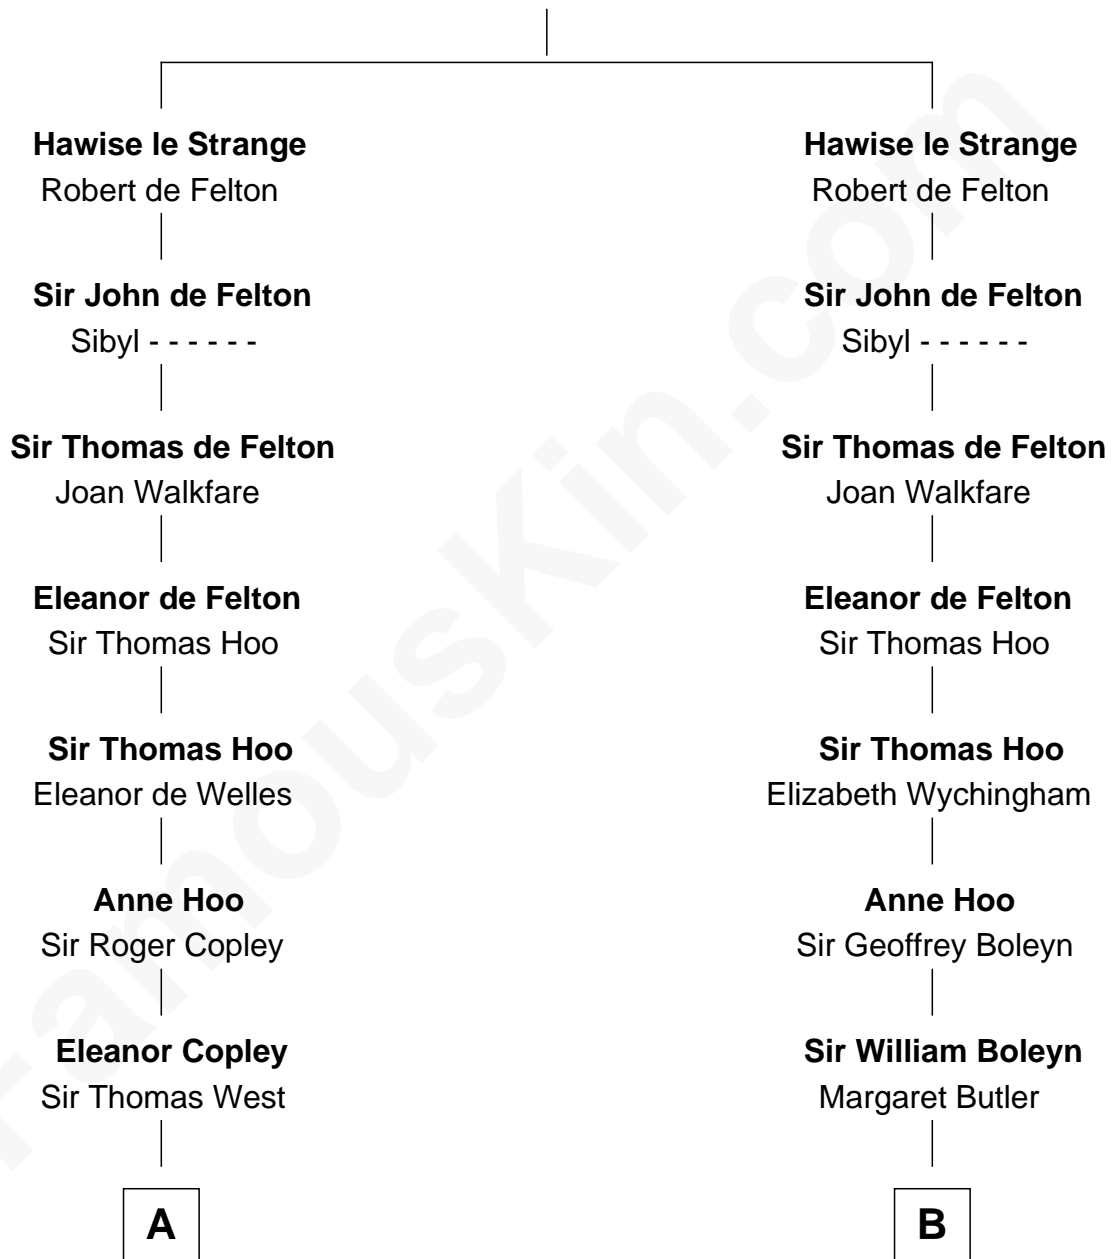 Hawise le Strange
Robert de Felton
Sir John de Felton
Sibyl - - - - - -
Sir Thomas de Felton
Joan Walkfare
Eleanor de Felton
Sir Thomas Hoo
Sir Thomas Hoo
Eleanor de Welles
Anne Hoo
Sir Roger Copley
Eleanor Copley
Sir Thomas West
A
Hawise le Strange
Robert de Felton
Sir John de Felton
Sibyl - - - - - -
Sir Thomas de Felton
Joan Walkfare
Eleanor de Felton
Sir Thomas Hoo
Sir Thomas Hoo
Elizabeth Wychingham
Anne Hoo
Sir Geoffrey Boleyn
Sir William Boleyn
Margaret Butler
B
FamousKin.com